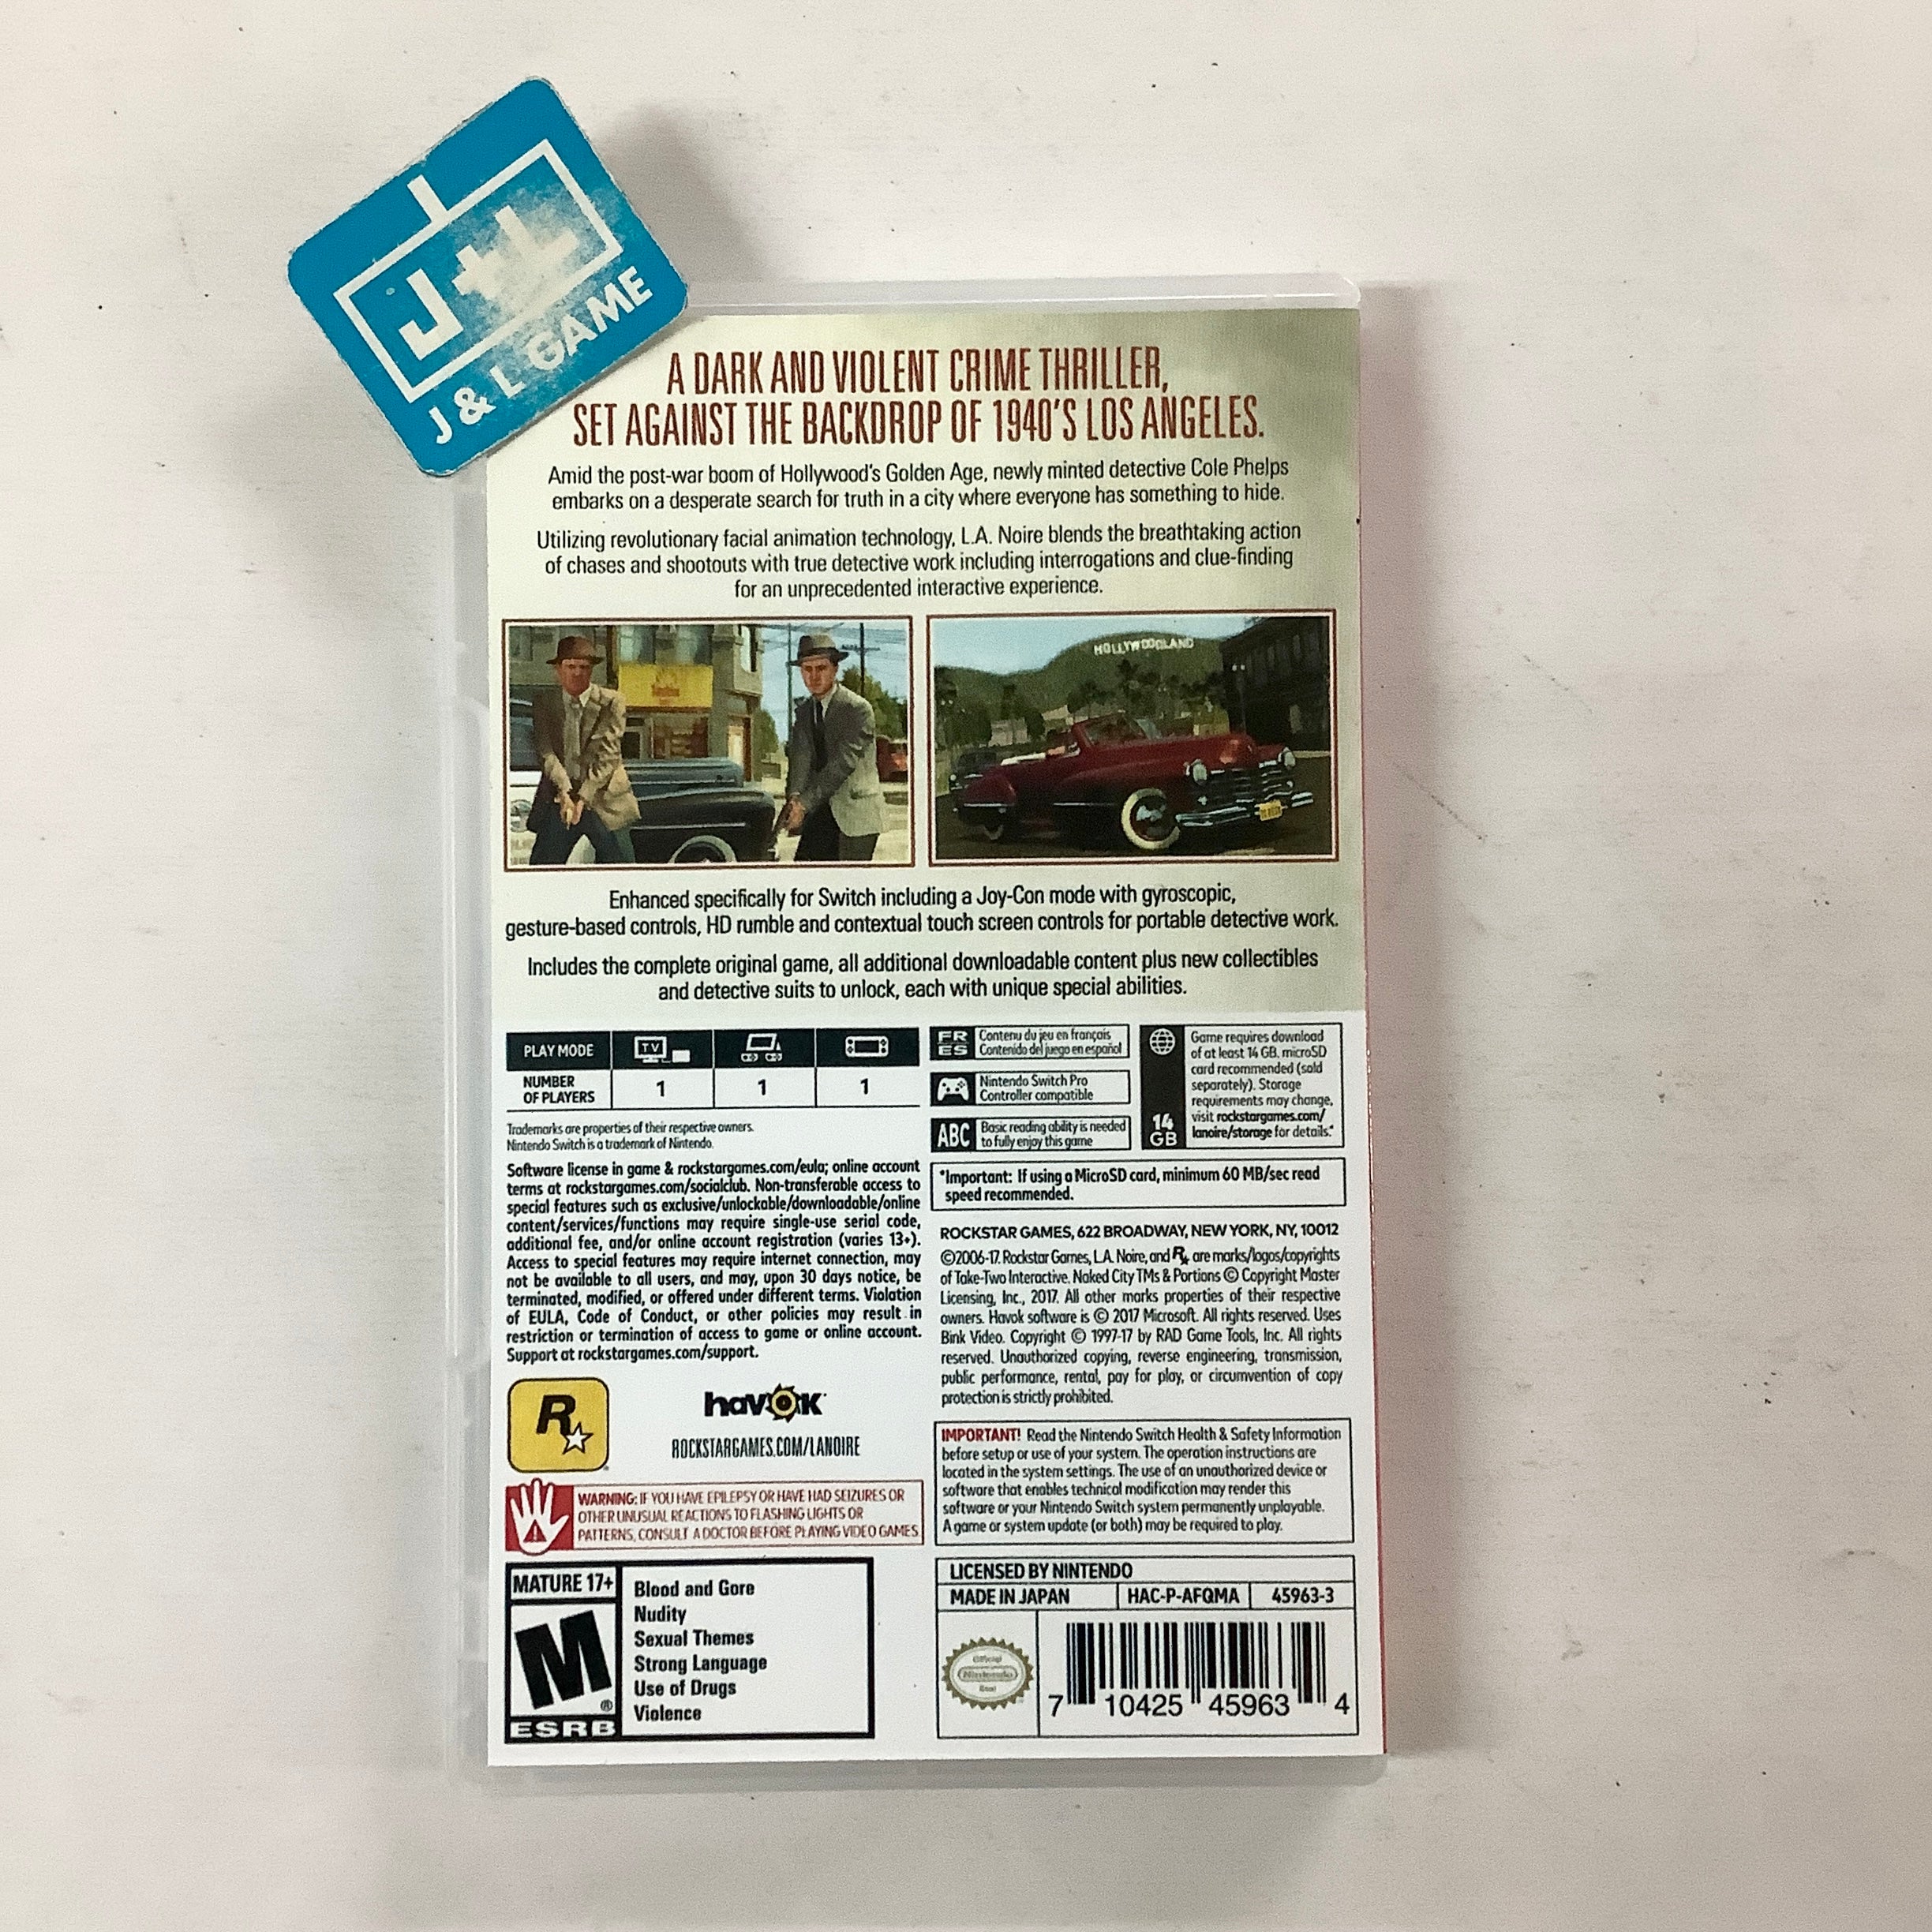 J+L
J & L GAME
A DARK AND VIOLENT CRIME THRILLER,
SET AGAINST THE BACKDROP OF 1940'S LOS ANGELES.
Amid the post-war boom of Hollywood's Golden Age, newly minted detective Cole Phelps
embarks on a desperate search for truth in a city where everyone has something to hide.
Utilizing revolutionary facial animation technology, L.A. Noire blends the breathtaking action
of chases and shootouts with true detective work including interrogations and clue-finding
for an unprecedented interactive experience.
HOLLYWOODLAND
Enhanced specifically for Switch including a Joy-Con mode with gyroscopic,
gesture-based controls, HD rumble and contextual touch screen controls for portable detective work.
Includes the complete original game, all additional downloadable content plus new collectibles
and detective suits to unlock, each with unique special abilities.
PLAY MODE TV
NUMBER
OF PLAYERS 1 1 1
Trademarks are properties of their respective owners.
Nintendo Switch is a trademark of Nintendo.
Software license in game & rockstargames.com/eula; online account
terms at rockstargames.com/socialclub. Non-transferable access to
special features such as exclusive/unlockable/downloadable/online
content/services/functions may require single-use serial code,
additional fee, and/or online account registration (varies 13+).
Access to special features may require internet connection, may
not be available to all users, and may, upon 30 days notice, be
terminated, modified, or offered under different terms. Violation
of EULA, Code of Conduct, or other policies may result in
restriction or termination of access to game or online account.
Support at rockstargames.com/support.
R
havok
ROCKSTARGAMES.COM/LANOIRE
WARNING: IF YOU HAVE EPILEPSY OR HAVE HAD SEIZURES OR
OTHER UNUSUAL REACTIONS TO FLASHING LIGHTS OR
PATTERNS, CONSULT A DOCTOR BEFORE PLAYING VIDEO GAMES
MATURE 17+
M
®
ESRB
Blood and Gore
Nudity
Sexual Themes
Strong Language
Use of Drugs
Violence
FR Contenu du jeu en français
ES Contenido del juego en español
Nintendo Switch Pro
Controller compatible
ABC Basic reading ability is needed
to fully enjoy this game
14
GB
Game requires download
of at least 14 GB. microSD
card recommended (sold
separately). Storage
requirements may change,
visit rockstargames.com/
lanoire/storage for details.*
*Important: If using a MicroSD card, minimum 60 MB/sec read
speed recommended.
ROCKSTAR GAMES, 622 BROADWAY, NEW YORK, NY, 10012
©2006-17. Rockstar Games, L.A. Noire, and R★ are marks/logos/copyrights
of Take-Two Interactive. Naked City TMs & Portions © Copyright Master
Licensing, Inc., 2017. All other marks properties of their respective
owners. Havok software is © 2017 Microsoft. All rights reserved. Uses
Bink Video. Copyright © 1997-17 by RAD Game Tools, Inc. All rights
reserved. Unauthorized copying, reverse engineering, transmission,
public performance, rental, pay for play, or circumvention of copy
protection is strictly prohibited.
IMPORTANT! Read the Nintendo Switch Health & Safety Information
before setup or use of your system. The operation instructions are
located in the system settings. The use of an unauthorized device or
software that enables technical modification may render this
software or your Nintendo Switch system permanently unplayable.
A game or system update (or both) may be required to play.
LICENSED BY NINTENDO
MADE IN JAPAN HAC-P-AFQMA 45963-3
Official
Nintendo
Seal
7 10425 45963 4